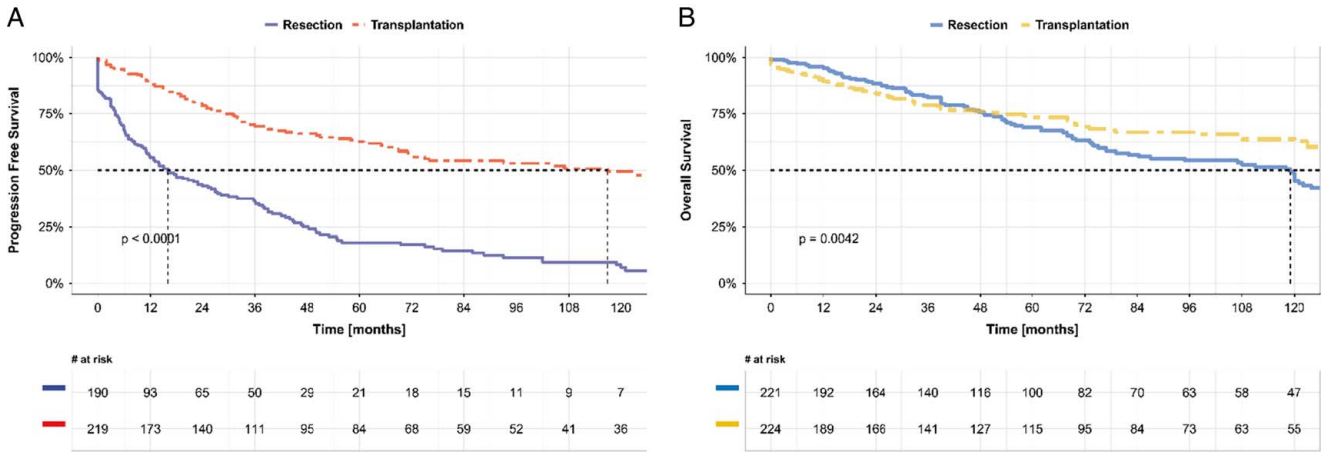 A
Resection Transplantation
Progression Free Survival
100%
75%
50%
25%
0%
p < 0.0001
0 12 24 36 48 60 72 84 96 108 120
Time [months]
# at risk
190 93 65 50 29 21 18 15 11 9 7
219 173 140 111 95 84 68 59 52 41 36
B
Resection Transplantation
Overall Survival
100%
75%
50%
25%
0%
p = 0.0042
0 12 24 36 48 60 72 84 96 108 120
Time [months]
# at risk
221 192 164 140 116 100 82 70 63 58 47
224 189 166 141 127 115 95 84 73 63 55